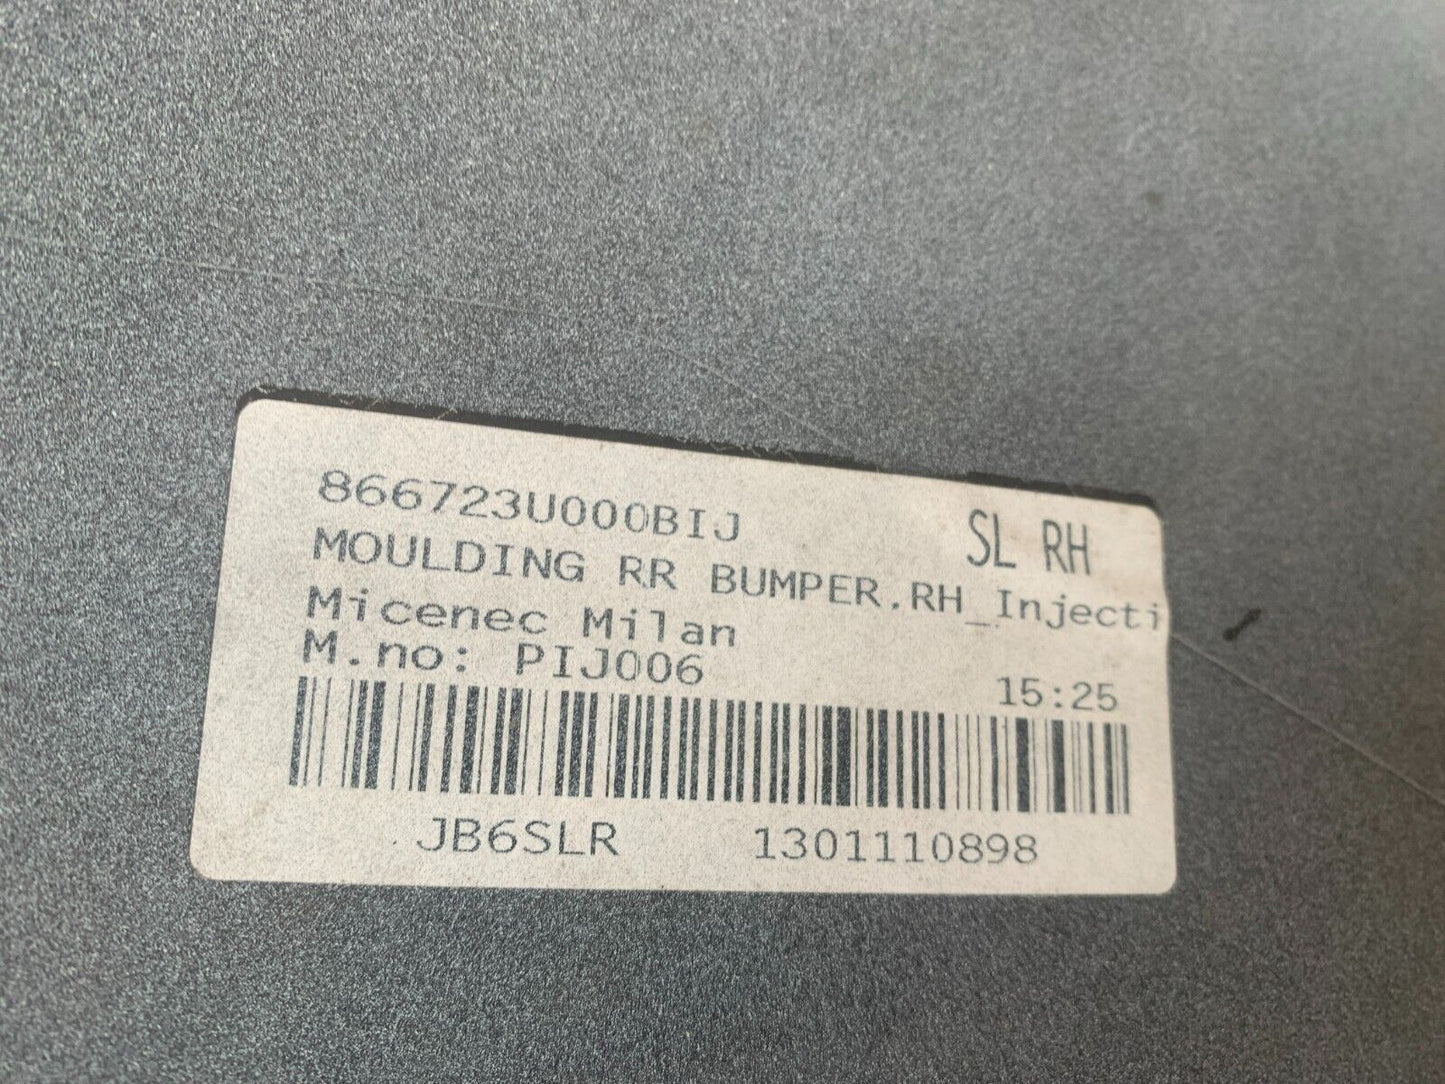 866723U000BIJ
SL RH
MOULDING RR BUMPER.RH_Injecti
Micenec Milan
M.no: PIJ006
15:25
JB6SLR 1301110898